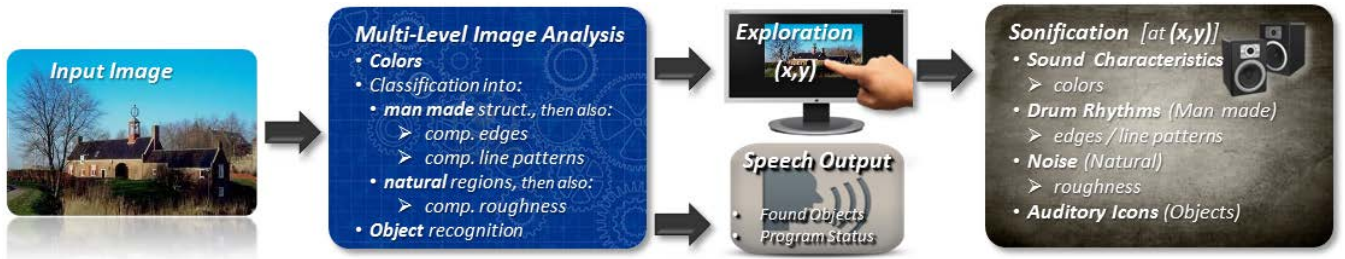 Input Image
Multi-Level Image Analysis
• Colors
• Classification into:
• man made struct., then also:
➢ comp. edges
➢ comp. line patterns
• natural regions, then also:
➢ comp. roughness
• Object recognition
Exploration
(x,y)
Speech Output
• Found Objects
• Program Status
Sonification [at (x,y)]
• Sound Characteristics
➢ colors
• Drum Rhythms (Man made)
➢ edges / line patterns
• Noise (Natural)
➢ roughness
• Auditory Icons (Objects)